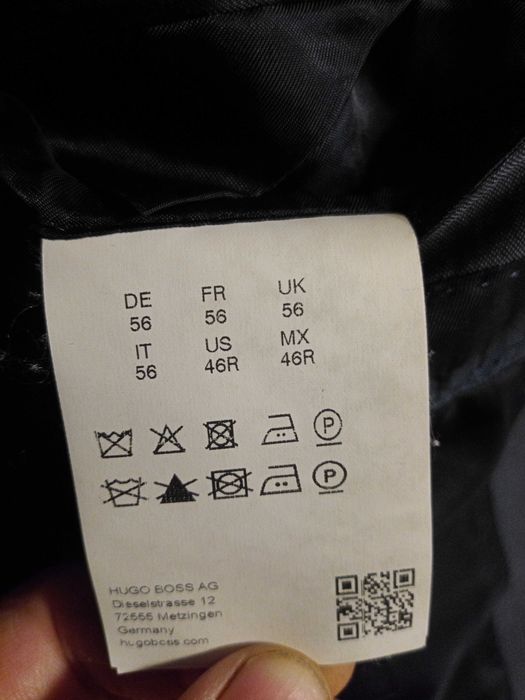 DE FR UK
56 56 56
IT US MX
56 46R 46R
P
P
HUGO BOSS AG
Dieselstrasse 12
72555 Metzingen
Germany
hugoboss.com